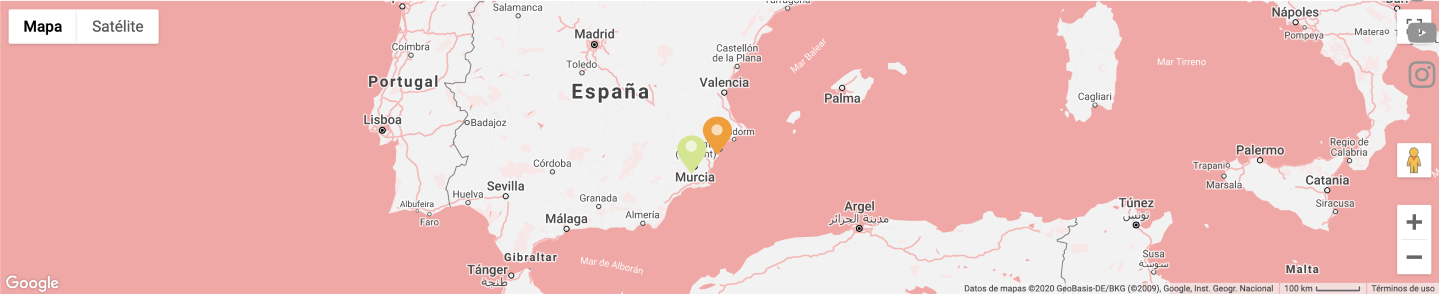 Mapa
Satélite
Salamanca
Tarragona
Nápoles
Bari
Pompeya
Matera
Coimbra
Madrid
Castellón
de la Plana
Mar Balear
Mar Tirreno
Toledo
Portugal
España
Valencia
Palma
Cagliari
Lisboa
Badajoz
Murcia
Palermo
Regio de
Calabria
Córdoba
Trapani
Marsala
Catania
Sevilla
Huelva
Granada
Siracusa
Albufeira
Faro
Málaga
Almería
Argel
مدينة الجزائر
Túnez
تونس
Gibraltar
Mar de Alborán
Susa
سوسة
Tánger
طنجة
Malta
Google
Datos de mapas ©2020 GeoBasis-DE/BKG (©2009), Google, Inst. Geogr. Nacional
100 km
Términos de uso